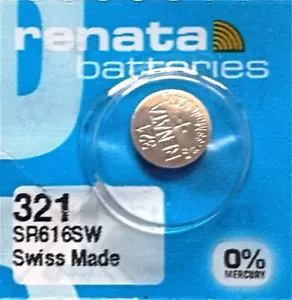 renata
batteries
321
SR616SW
Swiss Made
0%
MERCURY